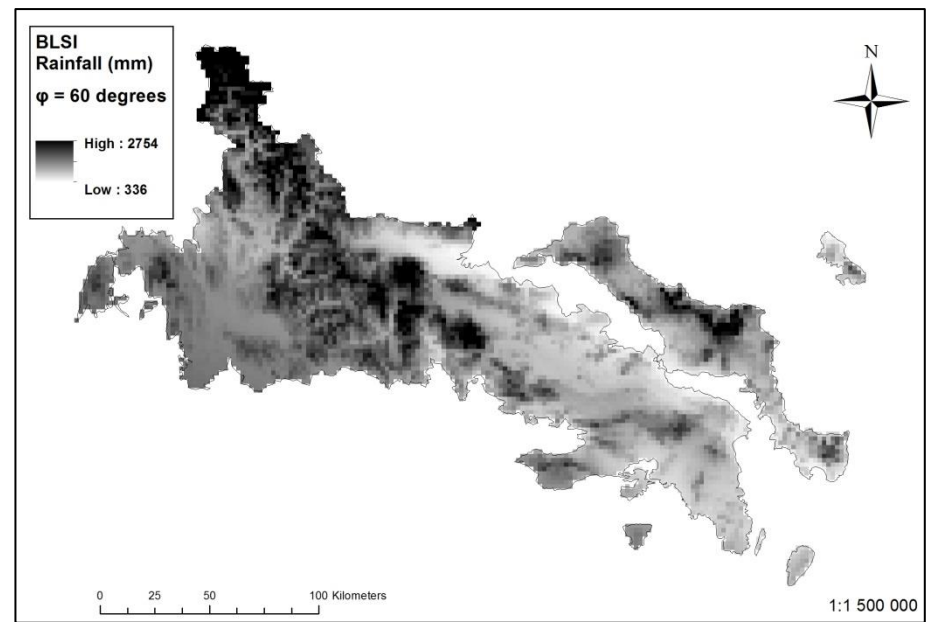 BLSI
Rainfall (mm)
φ = 60 degrees
High : 2754
Low : 336
N
0 25 50 100 Kilometers
1:1 500 000